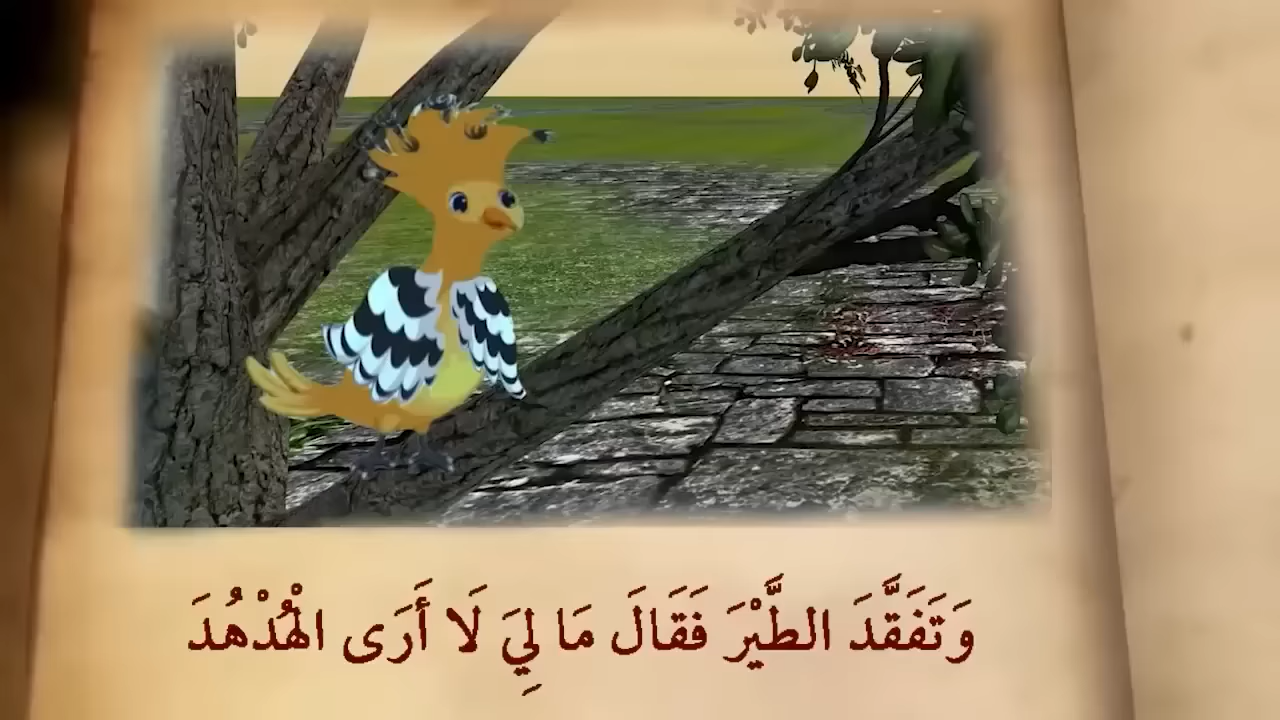 وَتَفَقَّدَ الطَّيْرَ فَقَالَ مَا لِيَ لَا أَرَى الْهُدْهُدَ